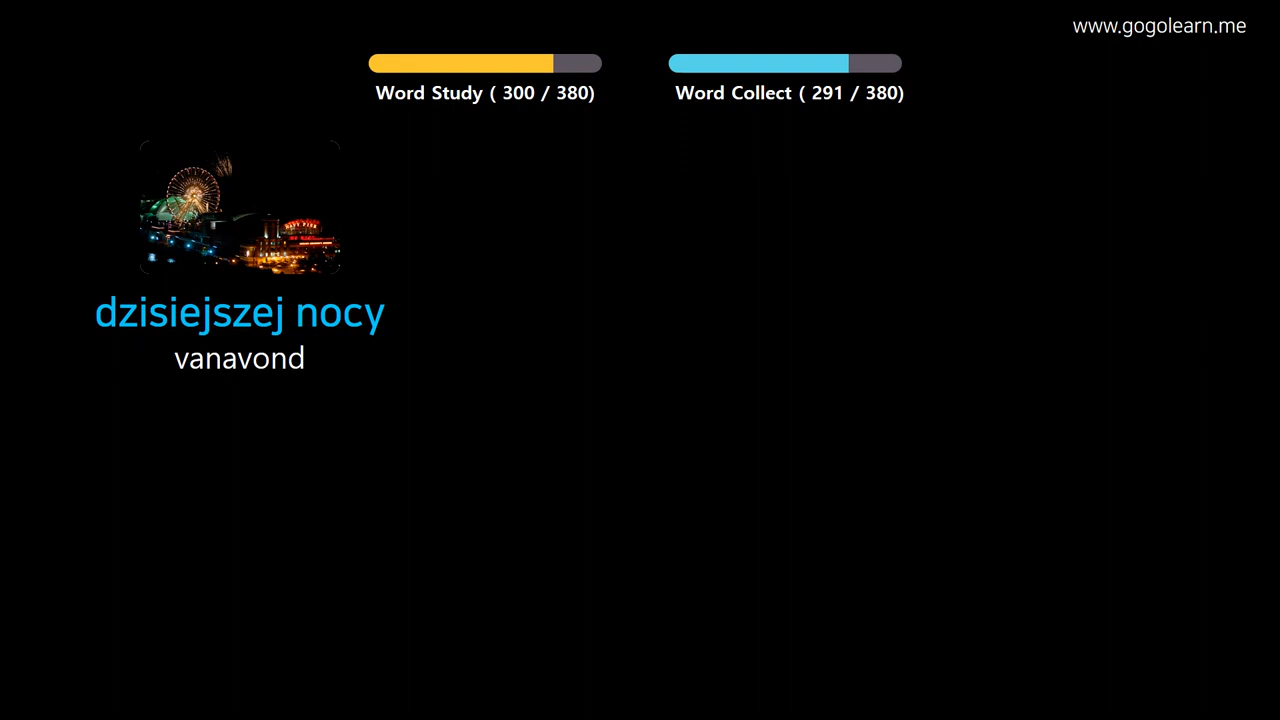 www.gogolearn.me
Word Study ( 300 / 380)
Word Collect ( 291 / 380)
dzisiejszej nocy
vanavond